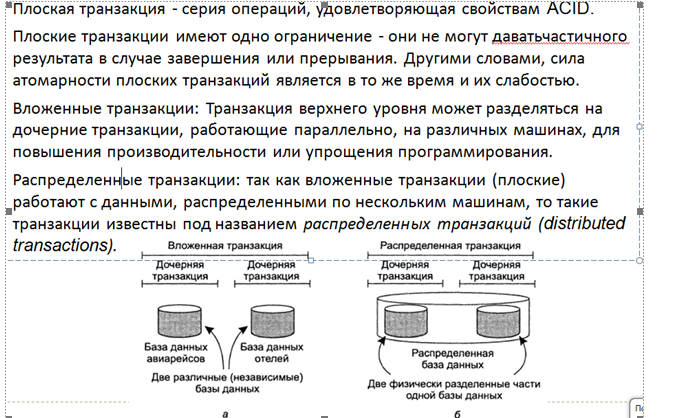 Плоская транзакция - серия операций, удовлетворяющая свойствам ACID.
Плоские транзакции имеют одно ограничение - они не могут даватьчастичного
результата в случае завершения или прерывания. Другими словами, сила
атомарности плоских транзакций является в то же время и их слабостью.
Вложенные транзакции: Транзакция верхнего уровня может разделяться на
дочерние транзакции, работающие параллельно, на различных машинах, для
повышения производительности или упрощения программирования.
Распределенные транзакции: так как вложенные транзакции (плоские)
работают с данными, распределенными по нескольким машинам, то такие
транзакции известны под названием распределенных транзакций (distributed
transactions).
Вложенная транзакция
Дочерняя транзакция
Дочерняя транзакция
База данных авиарейсов
База данных отелей
Две различные (независимые)
базы данных
а
Распределенная транзакция
Дочерняя транзакция
Дочерняя транзакция
Распределенная
база данных
Две физически разделенные части
одной базы данных
б